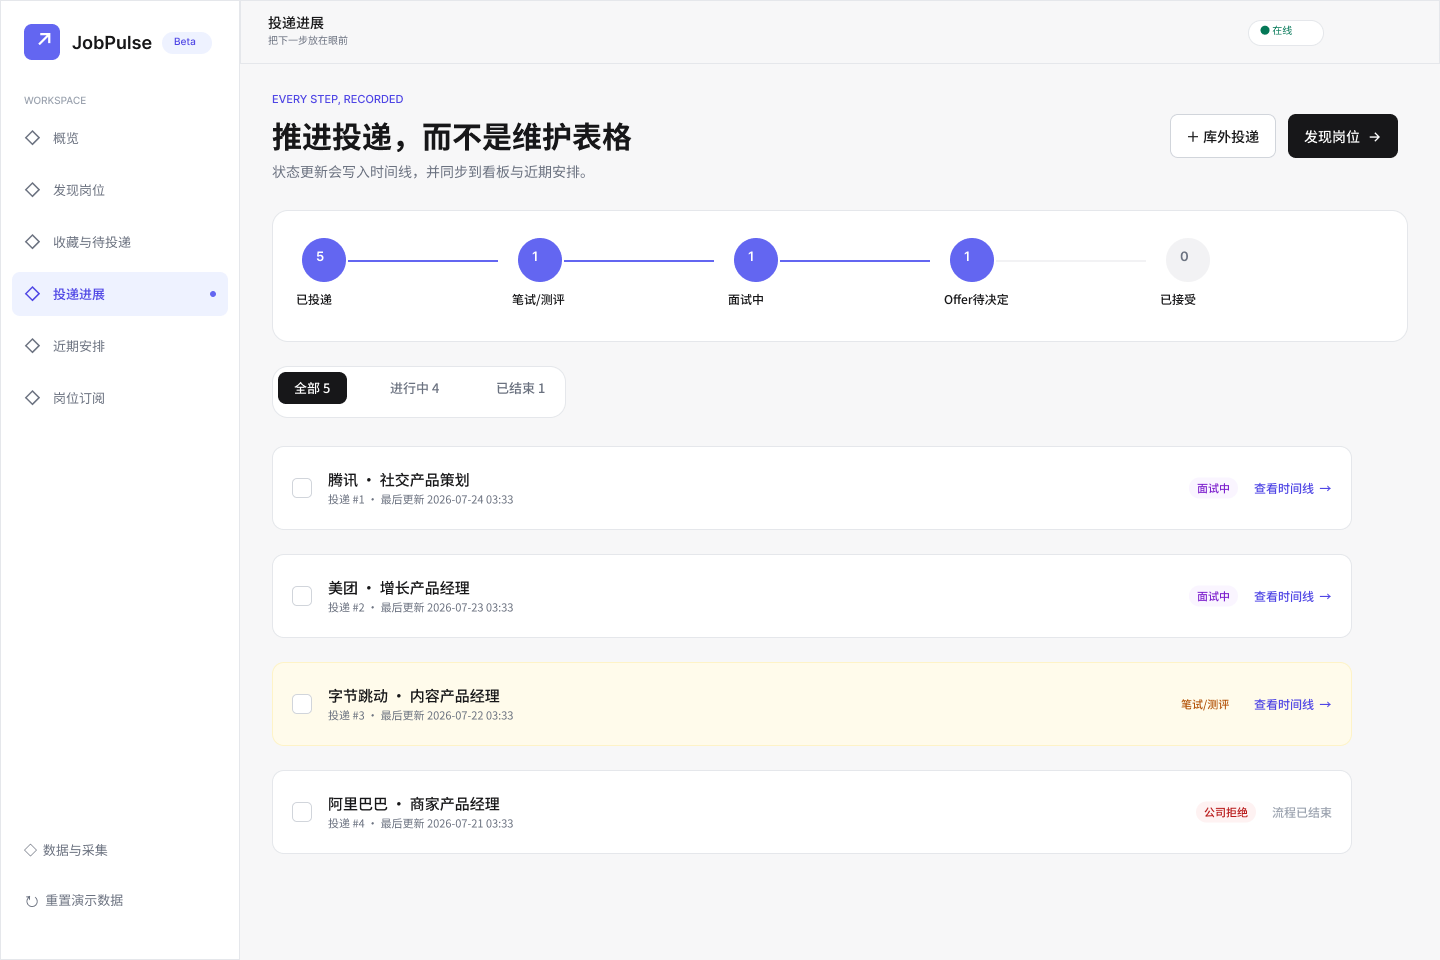 JobPulse Beta
WORKSPACE
概览
发现岗位
收藏与待投递
投递进展
近期安排
岗位订阅
数据与采集
重置演示数据
投递进展
把下一步放在眼前
在线
EVERY STEP, RECORDED
推进投递，而不是维护表格
状态更新会写入时间线，并同步到看板与近期安排。
+ 库外投递
发现岗位 →
5
已投递
1
笔试/测评
1
面试中
1
Offer待决定
0
已接受
全部 5
进行中 4
已结束 1
腾讯 · 社交产品策划
投递 #1 · 最后更新 2026-07-24 03:33
面试中
查看时间线 →
美团 · 增长产品经理
投递 #2 · 最后更新 2026-07-23 03:33
面试中
查看时间线 →
字节跳动 · 内容产品经理
投递 #3 · 最后更新 2026-07-22 03:33
笔试/测评
查看时间线 →
阿里巴巴 · 商家产品经理
投递 #4 · 最后更新 2026-07-21 03:33
公司拒绝
流程已结束